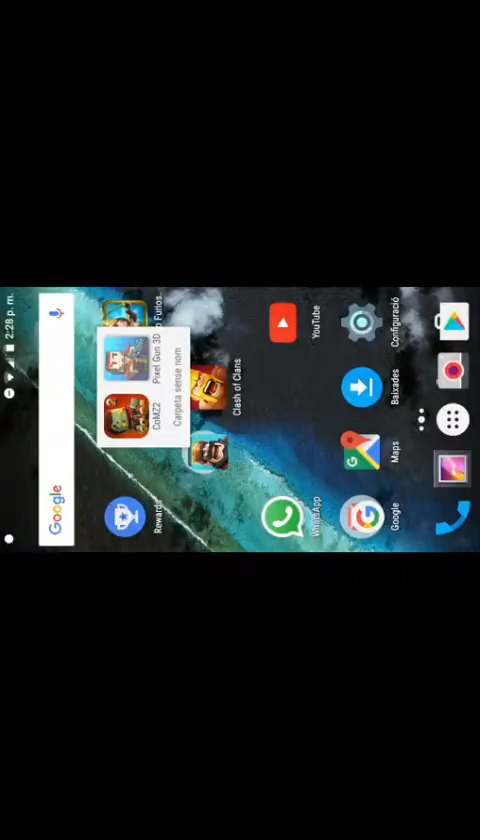 2:28 p. m.
Google
o Furios..
CoMZ2 Pixel Gun 3D
Carpeta sense nom
Rewards
Clash of Clans
WhatsApp YouTube
Google Maps Baixades Configuració